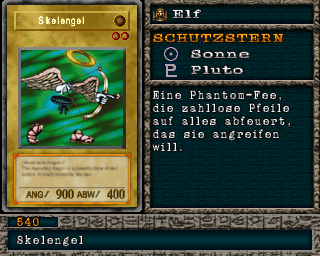 Skelengel
ANG/ 900 ABW/ 400
Elf
SCHUTZSTERN
Sonne
Pluto
Eine Phantom-Fee,
die zahllose Pfeile
auf alles abfeuert,
das sie angreifen
will.
540
Skelengel